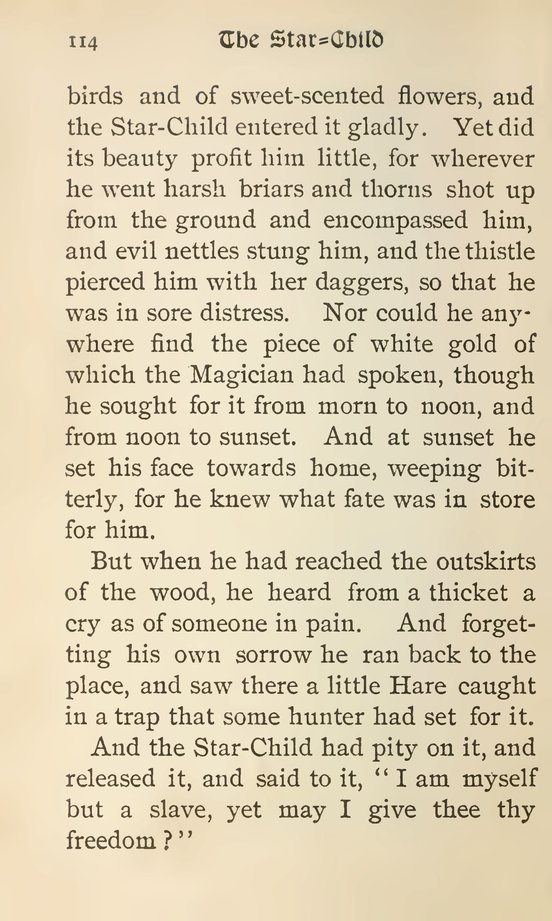 114 The Star=Child
birds and of sweet-scented flowers, and
the Star-Child entered it gladly. Yet did
its beauty profit him little, for wherever
he went harsh briars and thorns shot up
from the ground and encompassed him,
and evil nettles stung him, and the thistle
pierced him with her daggers, so that he
was in sore distress. Nor could he any-
where find the piece of white gold of
which the Magician had spoken, though
he sought for it from morn to noon, and
from noon to sunset. And at sunset he
set his face towards home, weeping bit-
terly, for he knew what fate was in store
for him.
But when he had reached the outskirts
of the wood, he heard from a thicket a
cry as of someone in pain. And forget-
ting his own sorrow he ran back to the
place, and saw there a little Hare caught
in a trap that some hunter had set for it.
And the Star-Child had pity on it, and
released it, and said to it, “ I am myself
but a slave, yet may I give thee thy
freedom ? ”